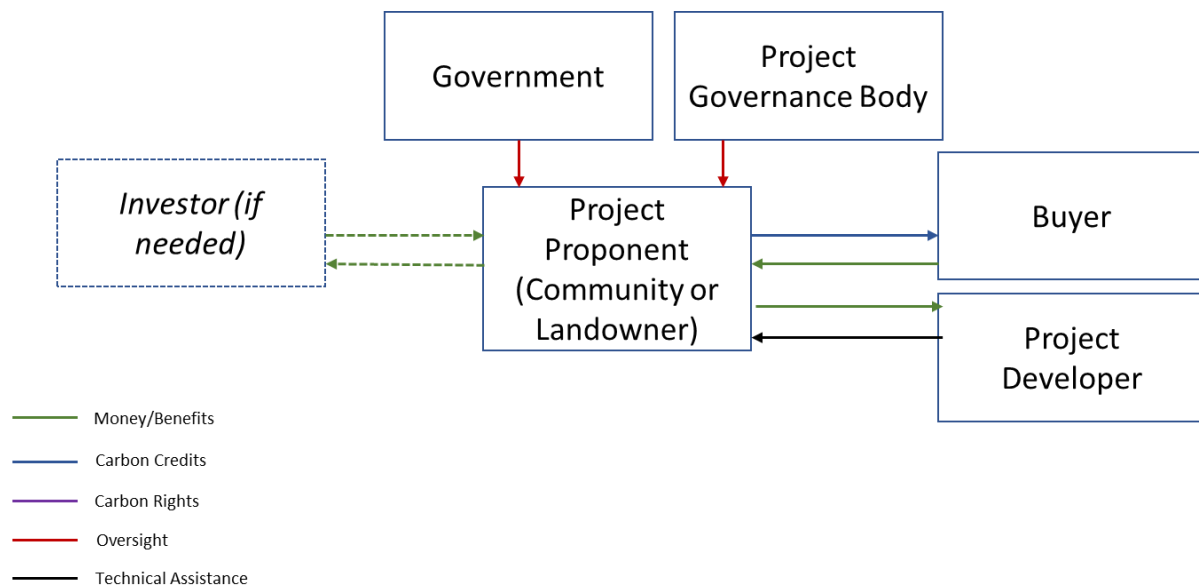 Government
Project
Governance Body
Investor (if
needed)
Project
Proponent
(Community or
Landowner)
Buyer
Project
Developer
Money/Benefits
Carbon Credits
Carbon Rights
Oversight
Technical Assistance